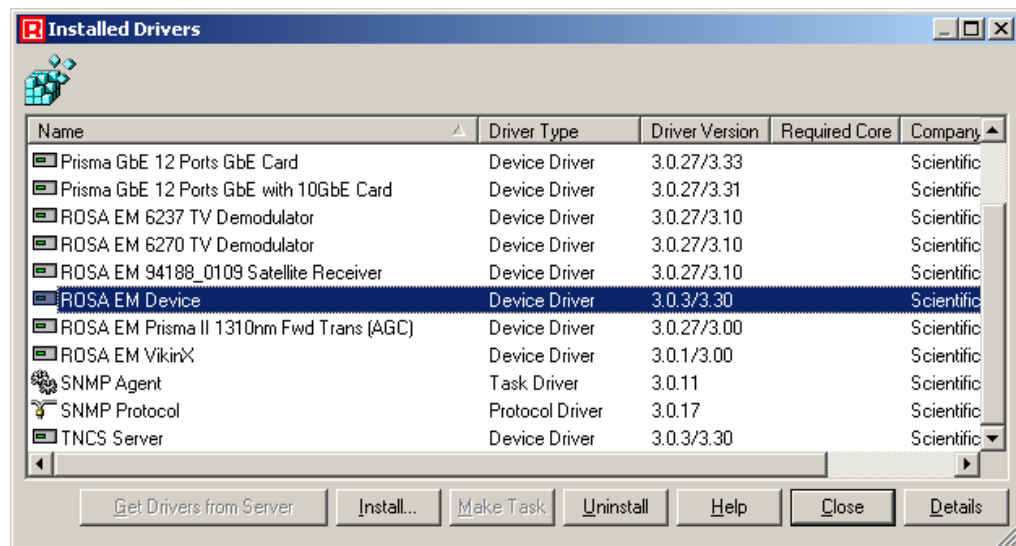 R Installed Drivers
Name Driver Type Driver Version Required Core Company
Prisma GbE 12 Ports GbE Card Device Driver 3.0.27/3.33 Scientific
Prisma GbE 12 Ports GbE with 10GbE Card Device Driver 3.0.27/3.31 Scientific
ROSA EM 6237 TV Demodulator Device Driver 3.0.27/3.10 Scientific
ROSA EM 6270 TV Demodulator Device Driver 3.0.27/3.10 Scientific
ROSA EM 94188_0109 Satellite Receiver Device Driver 3.0.27/3.10 Scientific
ROSA EM Device Device Driver 3.0.3/3.30 Scientific
ROSA EM Prisma II 1310nm Fwd Trans (AGC) Device Driver 3.0.27/3.00 Scientific
ROSA EM VikinX Device Driver 3.0.1/3.00 Scientific
SNMP Agent Task Driver 3.0.11 Scientific
SNMP Protocol Protocol Driver 3.0.17 Scientific
TNCS Server Device Driver 3.0.3/3.30 Scientific
Get Drivers from Server Install... Make Task Uninstall Help Close Details